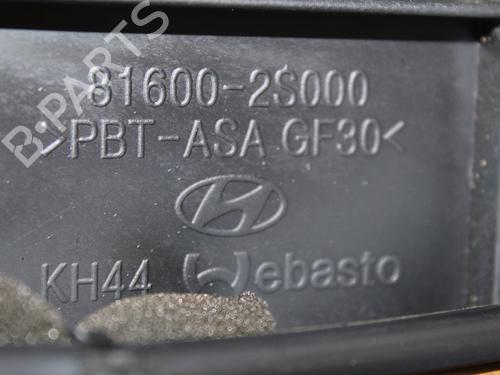 81600-2S000
>PBT-ASA GF30<
KH44 Webasto
B-PARTS